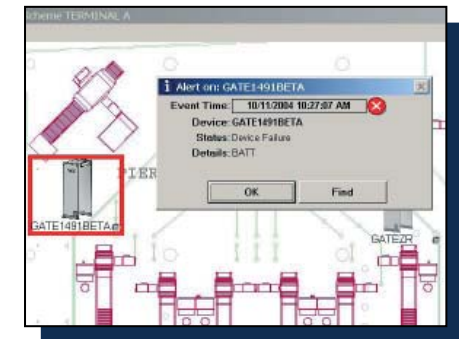 Scheme TERMINAL A
Alert on: GATE1491BETA
Event Time: 10/11/2004 10:27:07 AM
Device: GATE1491BETA
Status: Device Failure
Details: BATT
OK Find
PIER
GATE1491BETA
GATEZR